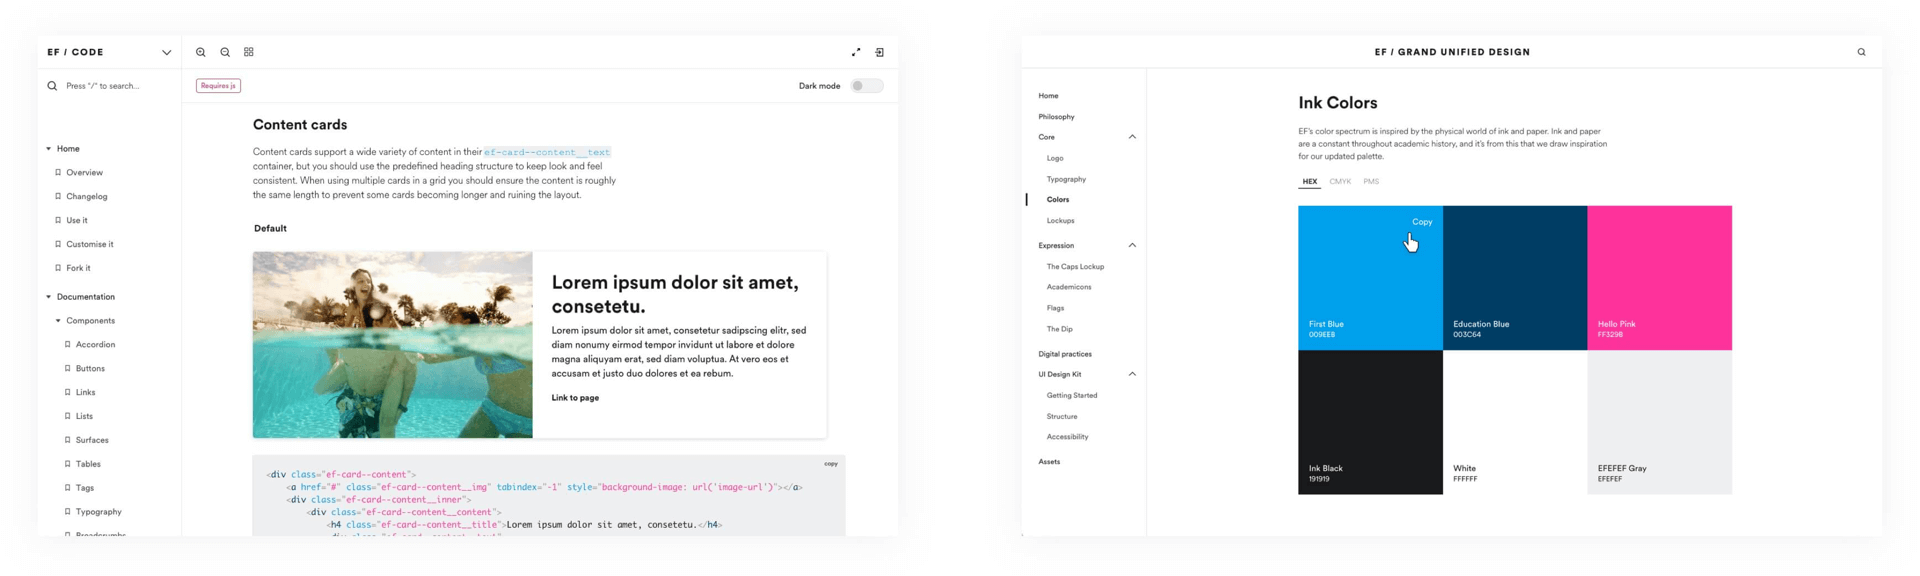 EF / CODE
Press "/" to search...
Home
Overview
Changelog
Use it
Customise it
Fork it
Documentation
Components
Accordion
Buttons
Links
Lists
Surfaces
Tables
Tags
Typography
Breadcrumbs
Requires js
Dark mode
Content cards
Content cards support a wide variety of content in their ef-card--content__text
container, but you should use the predefined heading structure to keep look and feel
consistent. When using multiple cards in a grid you should ensure the content is roughly
the same length to prevent some cards becoming longer and ruining the layout.
Default
Lorem ipsum dolor sit amet,
consetetu.
Lorem ipsum dolor sit amet, consetetur sadipscing elitr, sed
diam nonumy eirmod tempor invidunt ut labore et dolore
magna aliquyam erat, sed diam voluptua. At vero eos et
accusam et justo duo dolores et ea rebum.
Link to page
copy
<div class="ef-card--content">
<a href="#" class="ef-card--content__img" tabindex="-1" style="background-image: url('image-url')"></a>
<div class="ef-card--content__inner">
<div class="ef-card--content__content">
<h4 class="ef-card--content__title">Lorem ipsum dolor sit amet, consetetu.</h4>
<div class="ef-card--content__text">
EF / GRAND UNIFIED DESIGN
Home
Philosophy
Core
Logo
Typography
Colors
Lockups
Expression
The Caps Lockup
Academicons
Flags
The Dip
Digital practices
UI Design Kit
Getting Started
Structure
Accessibility
Assets
Ink Colors
EF's color spectrum is inspired by the physical world of ink and paper. Ink and paper
are a constant throughout academic history, and it's from this that we draw inspiration
for our updated palette.
HEX CMYK PMS
Copy
First Blue
009EEB
Education Blue
003C64
Hello Pink
FF329B
Ink Black
191919
White
FFFFFF
EFEFEF Gray
EFEFEF